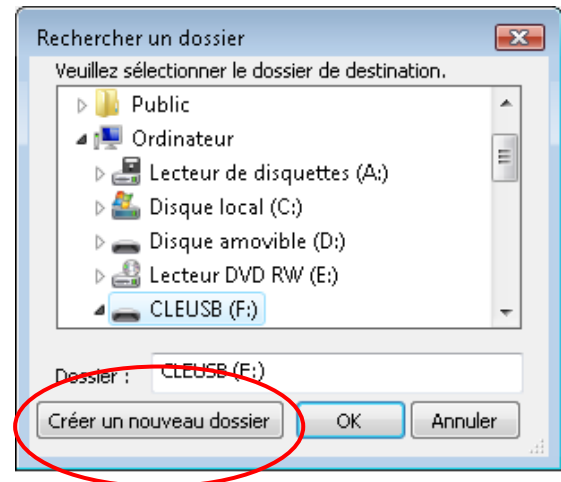 Rechercher un dossier
Veuillez sélectionner le dossier de destination.
Public
Ordinateur
Lecteur de disquettes (A:)
Disque local (C:)
Disque amovible (D:)
Lecteur DVD RW (E:)
CLEUSB (F:)
Dossier : CLEUSB (F:)
Créer un nouveau dossier OK Annuler